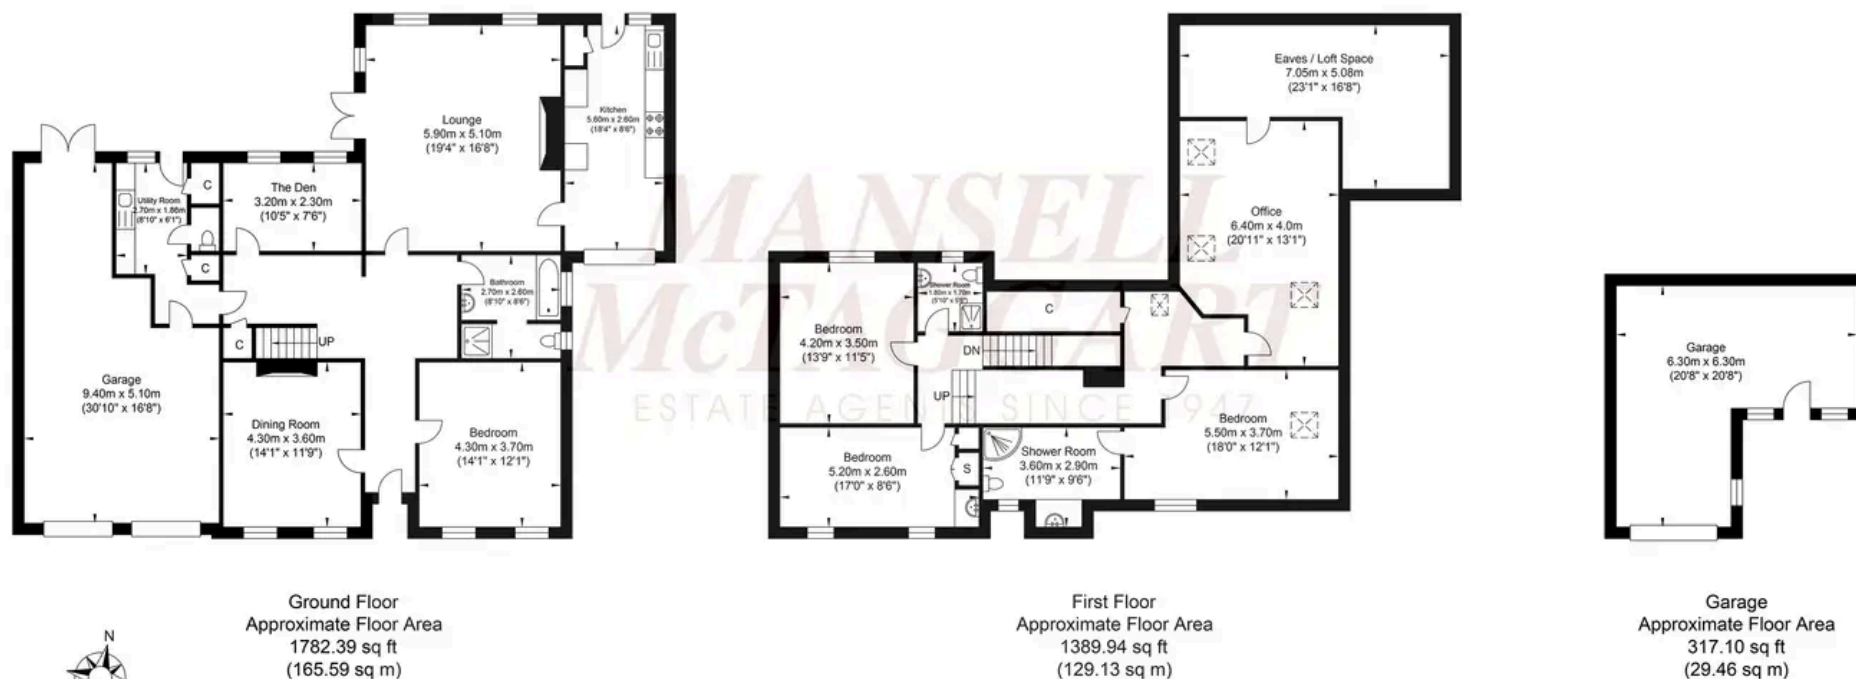 Lounge
5.90m x 5.10m
(19'4" x 16'8")
Kitchen
5.60m x 2.60m
(18'4" x 8'6")
C
Utility Room
2.70m x 1.86m
(8'10" x 6'1")
The Den
3.20m x 2.30m
(10'5" x 7'6")
C
Bathroom
2.70m x 2.60m
(8'10" x 8'6")
C
UP
Garage
9.40m x 5.10m
(30'10" x 16'8")
Dining Room
4.30m x 3.60m
(14'1" x 11'9")
Bedroom
4.30m x 3.70m
(14'1" x 12'1")
Ground Floor
Approximate Floor Area
1782.39 sq ft
(165.59 sq m)
N
MANSELL
McTAGGART
ESTATE AGENTS SINCE 1947
Eaves / Loft Space
7.05m x 5.08m
(23'1" x 16'8")
Office
6.40m x 4.0m
(20'11" x 13'1")
Shower Room
1.80m x 1.70m
Bedroom
4.20m x 3.50m
(13'9" x 11'5")
C
DN
UP
Bedroom
5.50m x 3.70m
(18'0" x 12'1")
Bedroom
5.20m x 2.60m
(17'0" x 8'6")
S
Shower Room
3.60m x 2.90m
(11'9" x 9'6")
First Floor
Approximate Floor Area
1389.94 sq ft
(129.13 sq m)
Garage
6.30m x 6.30m
(20'8" x 20'8")
Garage
Approximate Floor Area
317.10 sq ft
(29.46 sq m)